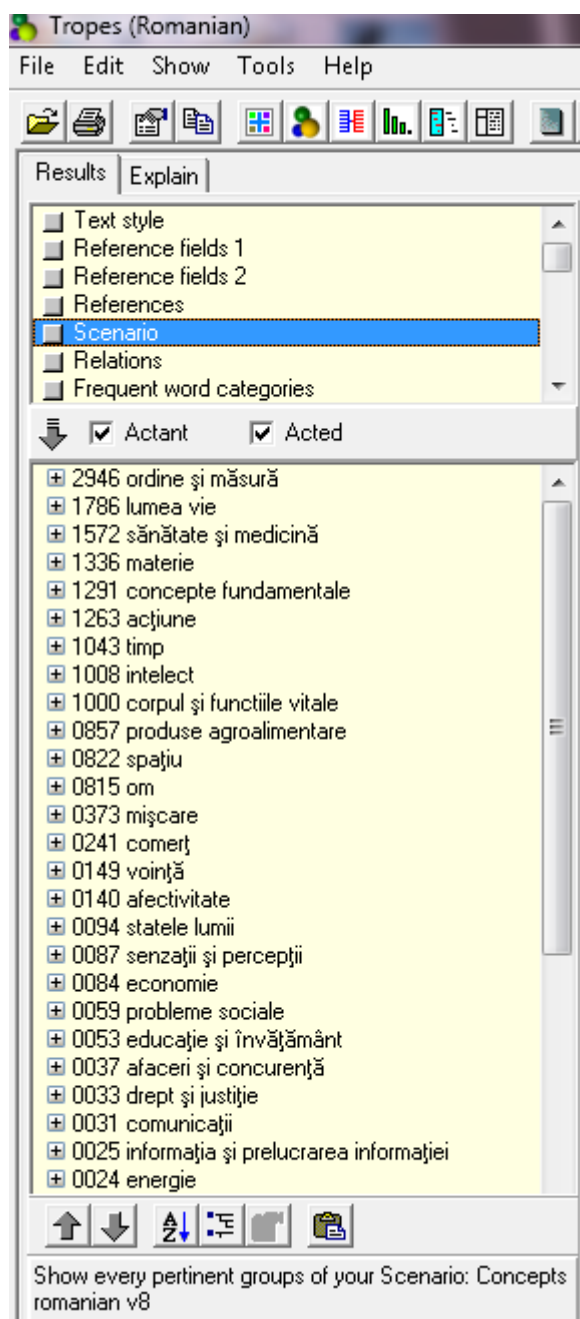 Tropes (Romanian)
File Edit Show Tools Help
Results Explain
Text style
Reference fields 1
Reference fields 2
References
Scenario
Relations
Frequent word categories
Actant Acted
2946 ordine şi măsură
1786 lumea vie
1572 sănătate şi medicină
1336 materie
1291 concepte fundamentale
1263 acţiune
1043 timp
1008 intelect
1000 corpul şi functiile vitale
0857 produse agroalimentare
0822 spaţiu
0815 om
0373 mişcare
0241 comerţ
0149 voinţă
0140 afectivitate
0094 statele lumii
0087 senzaţii şi percepţii
0084 economie
0059 probleme sociale
0053 educaţie şi învăţământ
0037 afaceri şi concurenţă
0033 drept şi justiţie
0031 comunicaţii
0025 informaţia şi prelucrarea informaţiei
0024 energie
Show every pertinent groups of your Scenario: Concepts
romanian v8